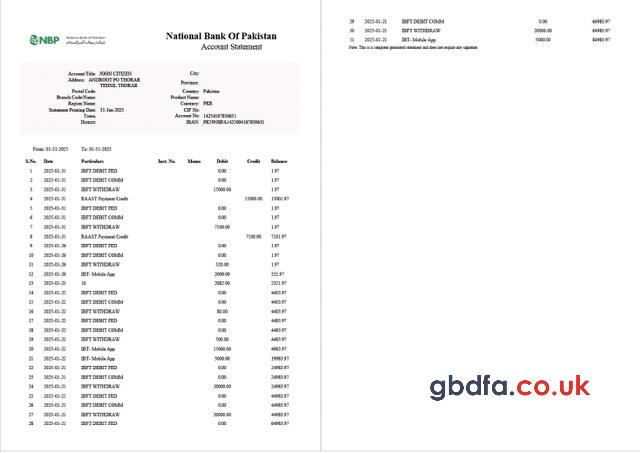 NBP
National Bank of Pakistan
National Bank Of Pakistan
Account Statement
Account Title: JOHN CITIZEN City:
Address: ANDROOT PO THORAR Province:
TEHSIL THORAR
Postal Code: Country: Pakistan
Branch Code/Name: Product Name:
Region Name: Currency: PKR
Statement Printing Date: 31-Jan-2025 CIF No:
Town: Account No: 14254167850631
District: IBAN:
From: 01-21-2025 To: 01-31-2025
S.No. Date Particulars Inst. No. Memo Debit Credit Balance
1 2025-01-31 IBFT DEBIT FED 0.00 1.97
2 2025-01-31 IBFT DEBIT COMM 0.00 1.97
3 2025-01-31 IBFT WITHDRAW 15000.00 1.97
4 2025-01-31 RAAST Payment Credit 15000.00 15001.97
5 2025-01-31 IBFT DEBIT FED 0.00 1.97
6 2025-01-31 IBFT DEBIT COMM 0.00 1.97
7 2025-01-31 IBFT WITHDRAW 7100.00 1.97
8 2025-01-31 RAAST Payment Credit 7100.00 7101.97
9 2025-01-26 IBFT DEBIT FED 0.00 1.97
10 2025-01-26 IBFT DEBIT COMM 0.00 1.97
11 2025-01-26 IBFT WITHDRAW 320.00 1.97
12 2025-01-26 IBT- Mobile App 2000.00 321.97
13 2025-01-23 10 2082.00 2321.97
14 2025-01-22 IBFT DEBIT FED 0.00 4403.97
15 2025-01-22 IBFT DEBIT COMM 0.00 4403.97
16 2025-01-22 IBFT WITHDRAW 80.00 4403.97
17 2025-01-22 IBFT DEBIT FED 0.00 4483.97
18 2025-01-22 IBFT DEBIT COMM 0.00 4483.97
19 2025-01-22 IBFT WITHDRAW 500.00 4483.97
20 2025-01-22 IBT- Mobile App 15000.00 4983.97
21 2025-01-22 IBT- Mobile App 5000.00 19983.97
22 2025-01-22 IBFT DEBIT FED 0.00 24983.97
23 2025-01-21 IBFT DEBIT COMM 0.00 24983.97
24 2025-01-21 IBFT WITHDRAW 20000.00 24983.97
25 2025-01-21 IBFT DEBIT FED 0.00 44983.97
26 2025-01-21 IBFT DEBIT COMM 0.00 44983.97
27 2025-01-21 IBFT WITHDRAW 20000.00 44983.97
28 2025-01-21 IBFT DEBIT FED 0.00 64983.97
29 2025-01-21 IBFT DEBIT COMM 0.00 64983.97
30 2025-01-21 IBFT WITHDRAW 20000.00 64983.97
31 2025-01-21 IBT- Mobile App 5000.00 84983.97
Note: This is a computer generated statement and does not require any signature
gbdfa.co.uk